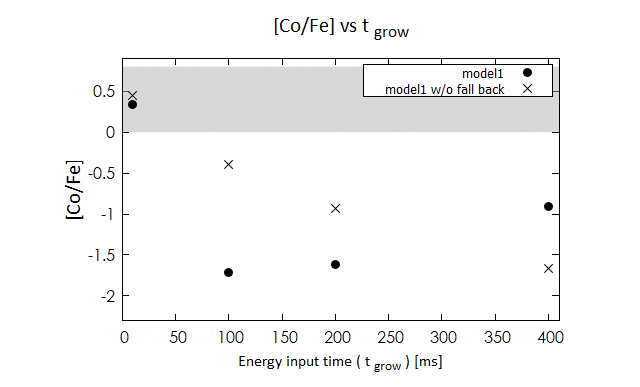 [Co/Fe] vs t grow
model1
model1 w/o fall back
0.5
0
-0.5
-1
-1.5
-2
[Co/Fe]
0 50 100 150 200 250 300 350 400
Energy input time ( t grow ) [ms]